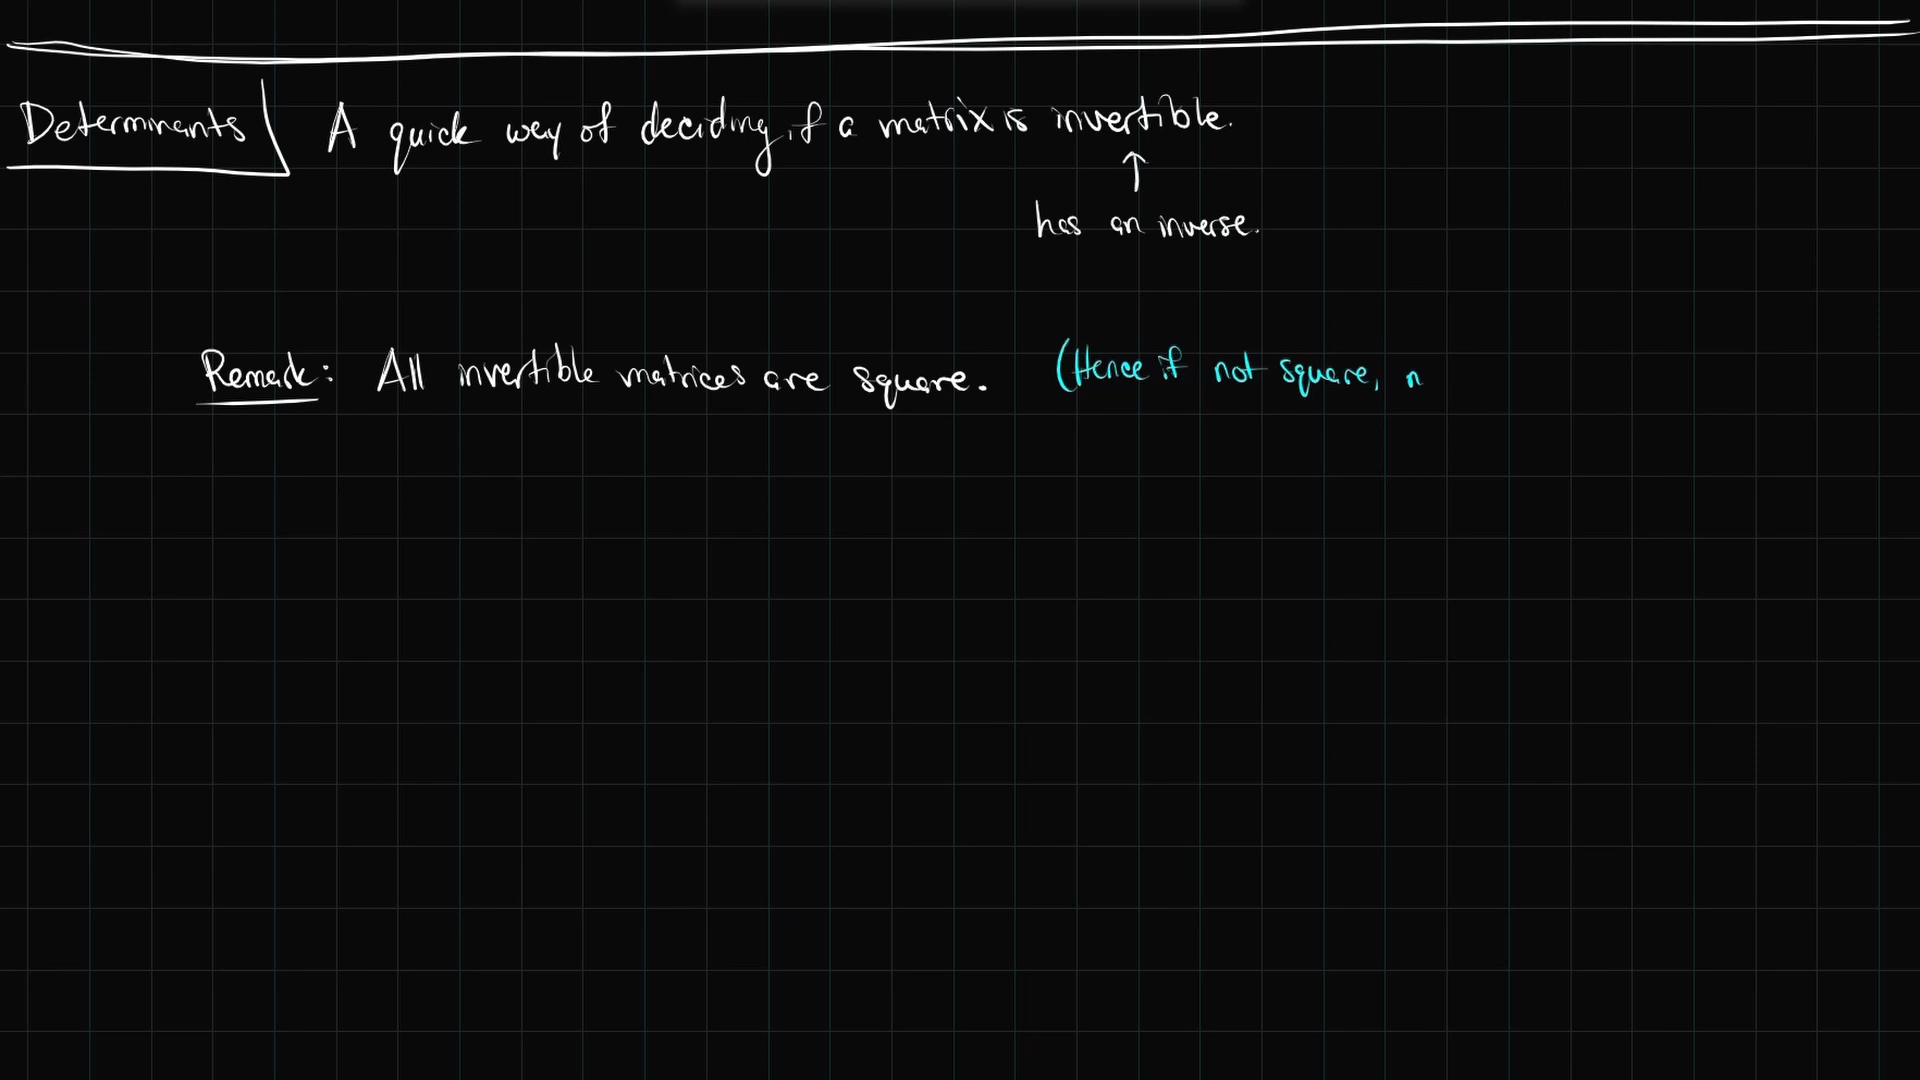 Determinants A quick way of deciding if a matrix is invertible.
↑
has an inverse.
Remark: All invertible matrices are square. (Hence if not square, n